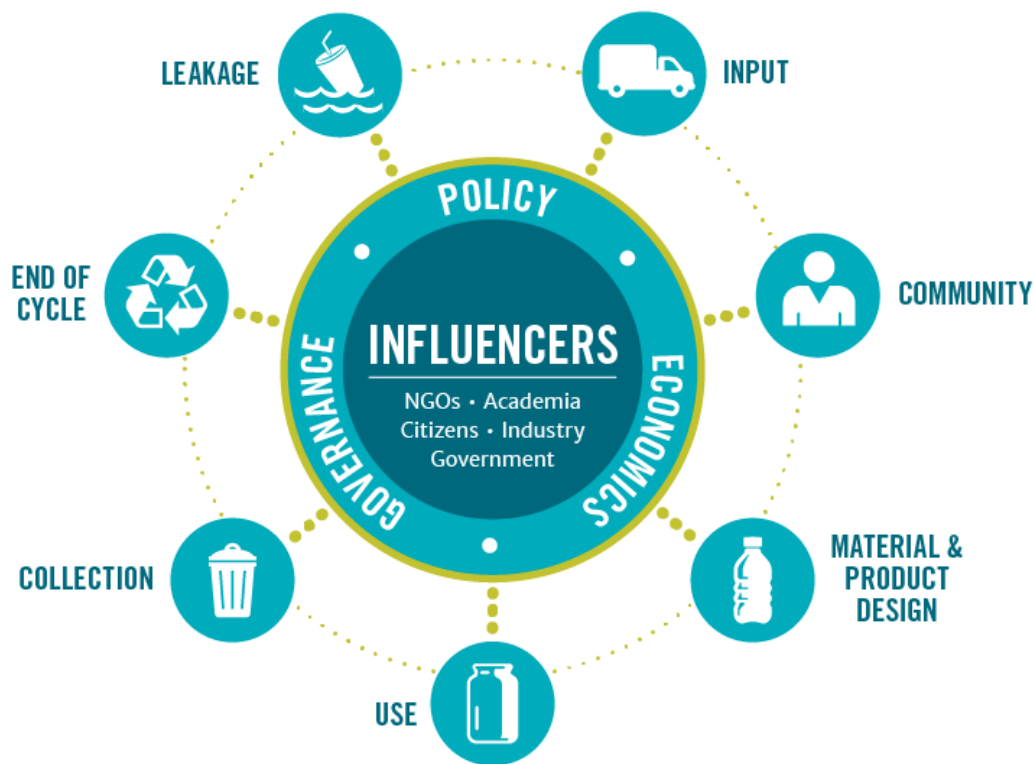 LEAKAGE
INPUT
POLICY
END OF
CYCLE
COMMUNITY
GOVERNANCE
INFLUENCERS
NGOs • Academia
Citizens • Industry
Government
ECONOMICS
COLLECTION
MATERIAL &
PRODUCT
DESIGN
USE